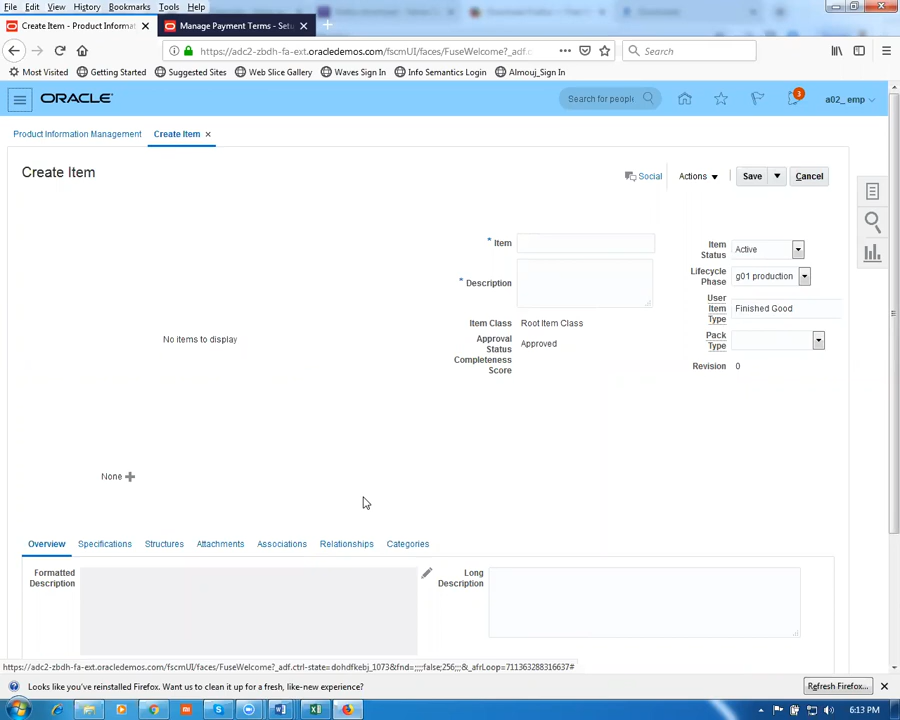 File Edit View History Bookmarks Tools Help
Create Item - Product Informat × Manage Payment Terms - Setu × +
https://adc2-zbdh-fa-ext.oracledemos.com/fscmUI/faces/FuseWelcome?_adf.c Search
Most Visited Getting Started Suggested Sites Web Slice Gallery Waves Sign In Info Semantics Login Almouj_Sign In
ORACLE Search for people 3 a02_ emp
Product Information Management Create Item ×
Create Item Social Actions Save Cancel
* Item
* Description
Item Class Root Item Class
Approval Status Approved
Completeness Score
Item Status Active
Lifecycle Phase g01 production
User Item Type Finished Good
Pack Type
Revision 0
No items to display
None
Overview Specifications Structures Attachments Associations Relationships Categories
Formatted Description
Long Description
https://adc2-zbdh-fa-ext.oracledemos.com/fscmUI/faces/FuseWelcome?_adf.ctrl-state=dohdfkebj_1073&fnd=;;;;false;256;;;&_afrLoop=711363288316637#
Looks like you've reinstalled Firefox. Want us to clean it up for a fresh, like-new experience? Refresh Firefox... ×
6:13 PM